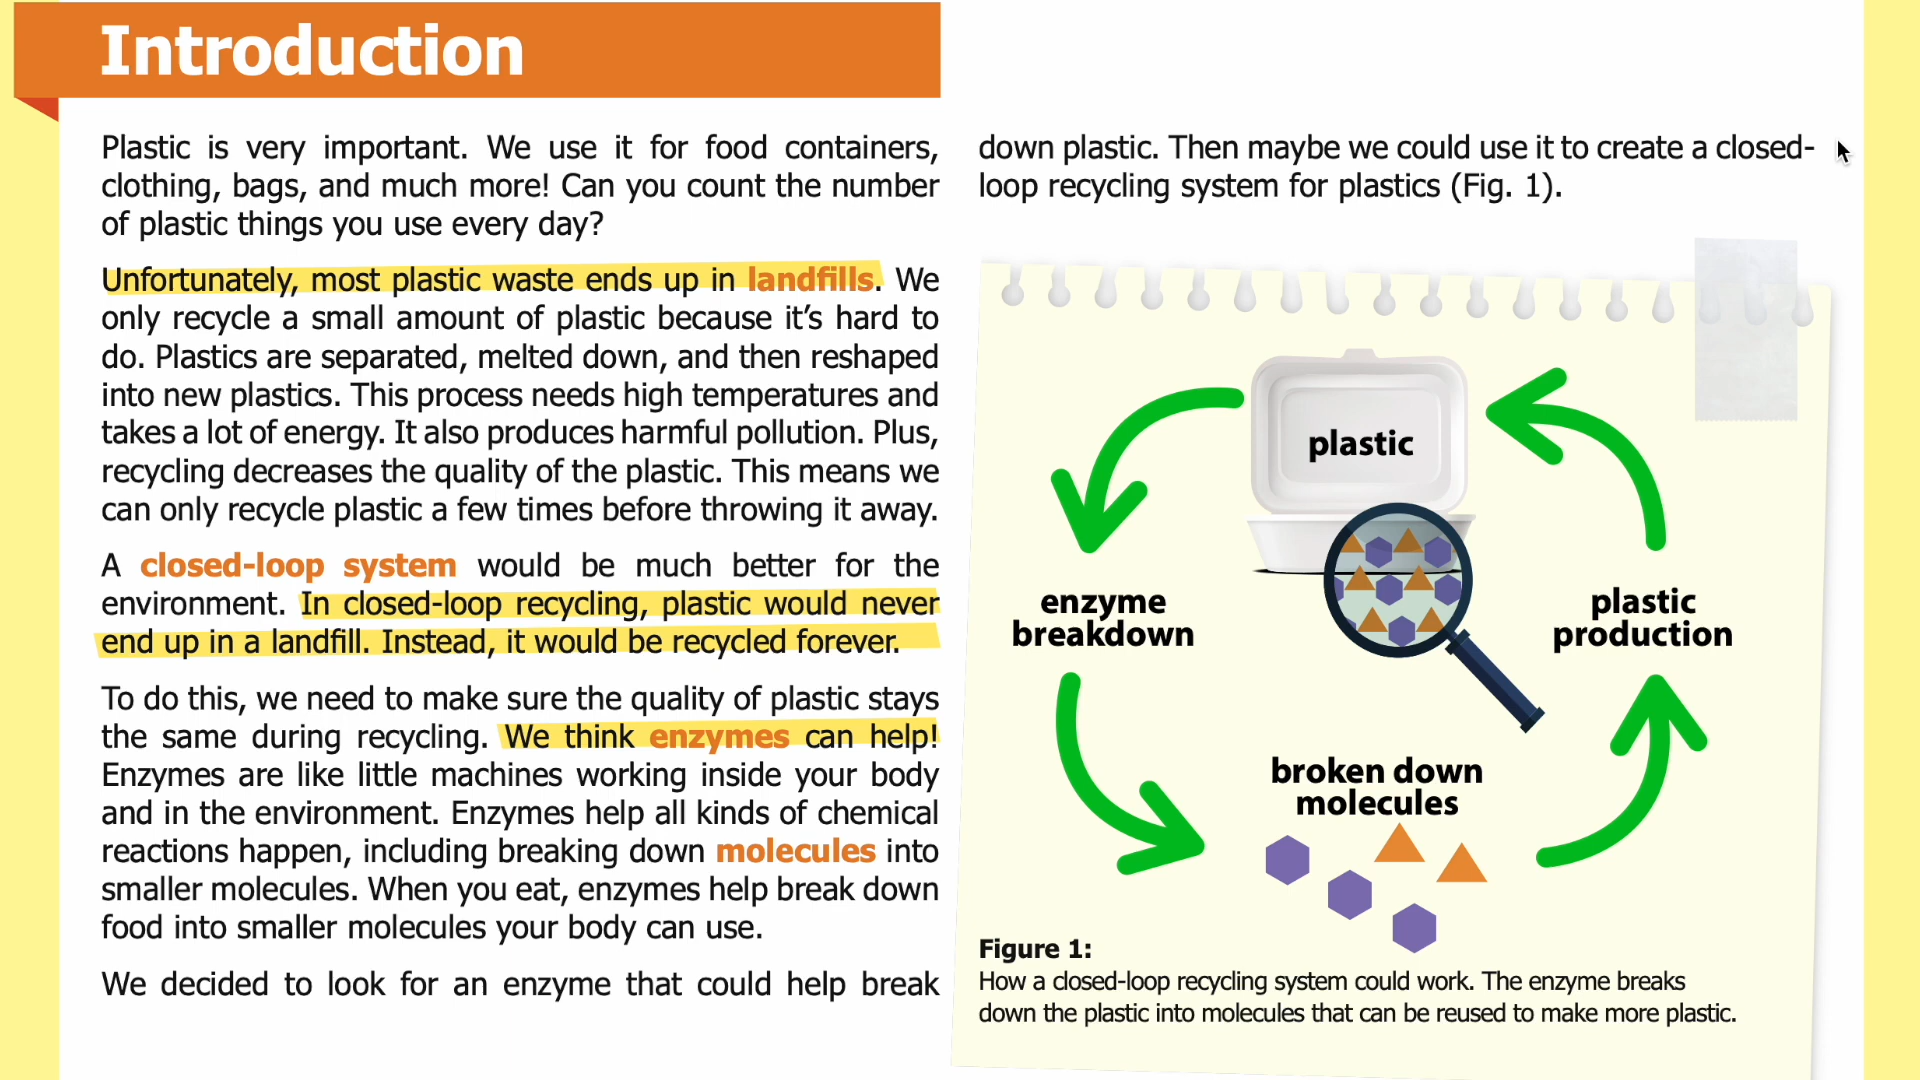 Introduction
Plastic is very important. We use it for food containers,
clothing, bags, and much more! Can you count the number
of plastic things you use every day?
Unfortunately, most plastic waste ends up in landfills. We
only recycle a small amount of plastic because it’s hard to
do. Plastics are separated, melted down, and then reshaped
into new plastics. This process needs high temperatures and
takes a lot of energy. It also produces harmful pollution. Plus,
recycling decreases the quality of the plastic. This means we
can only recycle plastic a few times before throwing it away.
A closed-loop system would be much better for the
environment. In closed-loop recycling, plastic would never
end up in a landfill. Instead, it would be recycled forever.
To do this, we need to make sure the quality of plastic stays
the same during recycling. We think enzymes can help!
Enzymes are like little machines working inside your body
and in the environment. Enzymes help all kinds of chemical
reactions happen, including breaking down molecules into
smaller molecules. When you eat, enzymes help break down
food into smaller molecules your body can use.
We decided to look for an enzyme that could help break
down plastic. Then maybe we could use it to create a closed-
loop recycling system for plastics (Fig. 1).
plastic
enzyme
breakdown
plastic
production
broken down
molecules
Figure 1:
How a closed-loop recycling system could work. The enzyme breaks
down the plastic into molecules that can be reused to make more plastic.